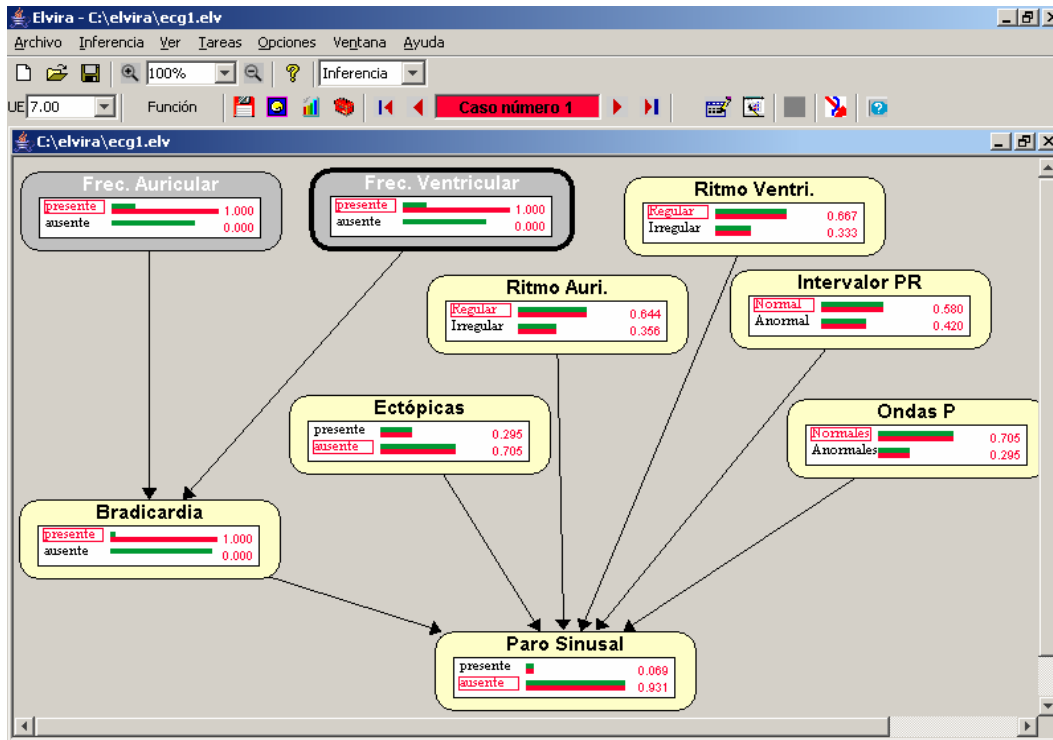 Elvira - C:\elvira\ecg1.elv
Archivo Inferencia Ver Tareas Opciones Ventana Ayuda
100% Inferencia
UE 7.00 Función Caso número 1
C:\elvira\ecg1.elv
Frec. Auricular
presente 1.000
ausente 0.000
Frec. Ventricular
presente 1.000
ausente 0.000
Ritmo Ventri.
Regular 0.667
Irregular 0.333
Ritmo Auri.
Regular 0.644
Irregular 0.356
Intervalor PR
Normal 0.580
Anormal 0.420
Ectópicas
presente 0.295
ausente 0.705
Ondas P
Normales 0.705
Anormales 0.295
Bradicardia
presente 1.000
ausente 0.000
Paro Sinusal
presente 0.069
ausente 0.931